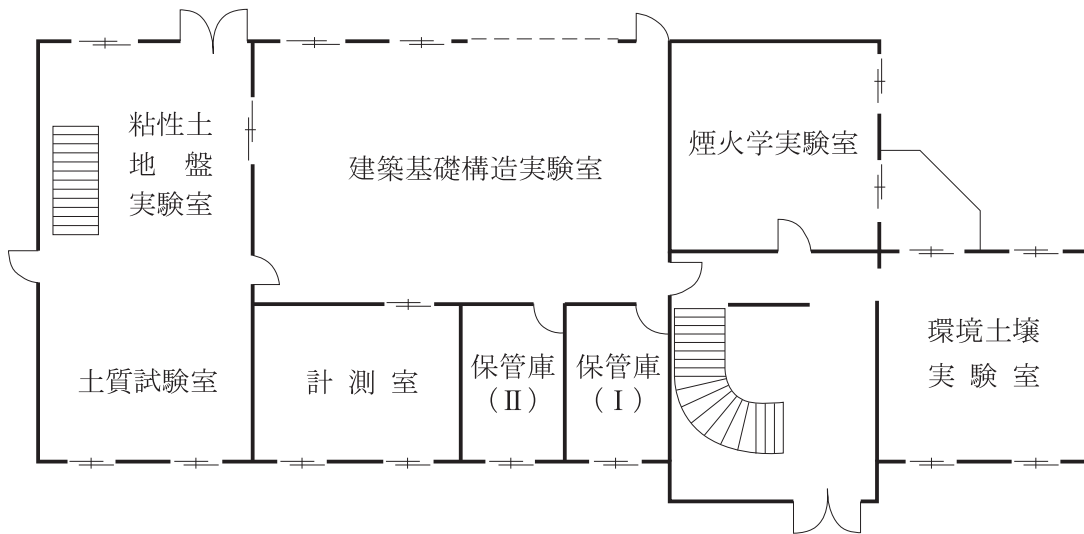 粘性土
地盤
実験室
建築基礎構造実験室
煙火学実験室
環境土壌
実験室
土質試験室
計測室
保管庫
(Ⅱ)
保管庫
(Ⅰ)